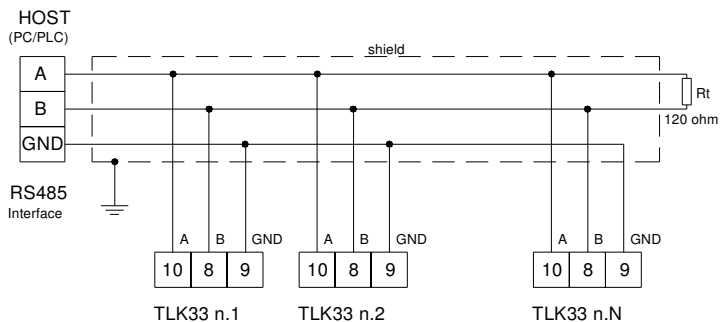 HOST
(PC/PLC)
shield
A
B
GND
Rt
120 ohm
RS485
Interface
A B GND A B GND A B GND
10 8 9 10 8 9 10 8 9
TLK33 n.1 TLK33 n.2 TLK33 n.N